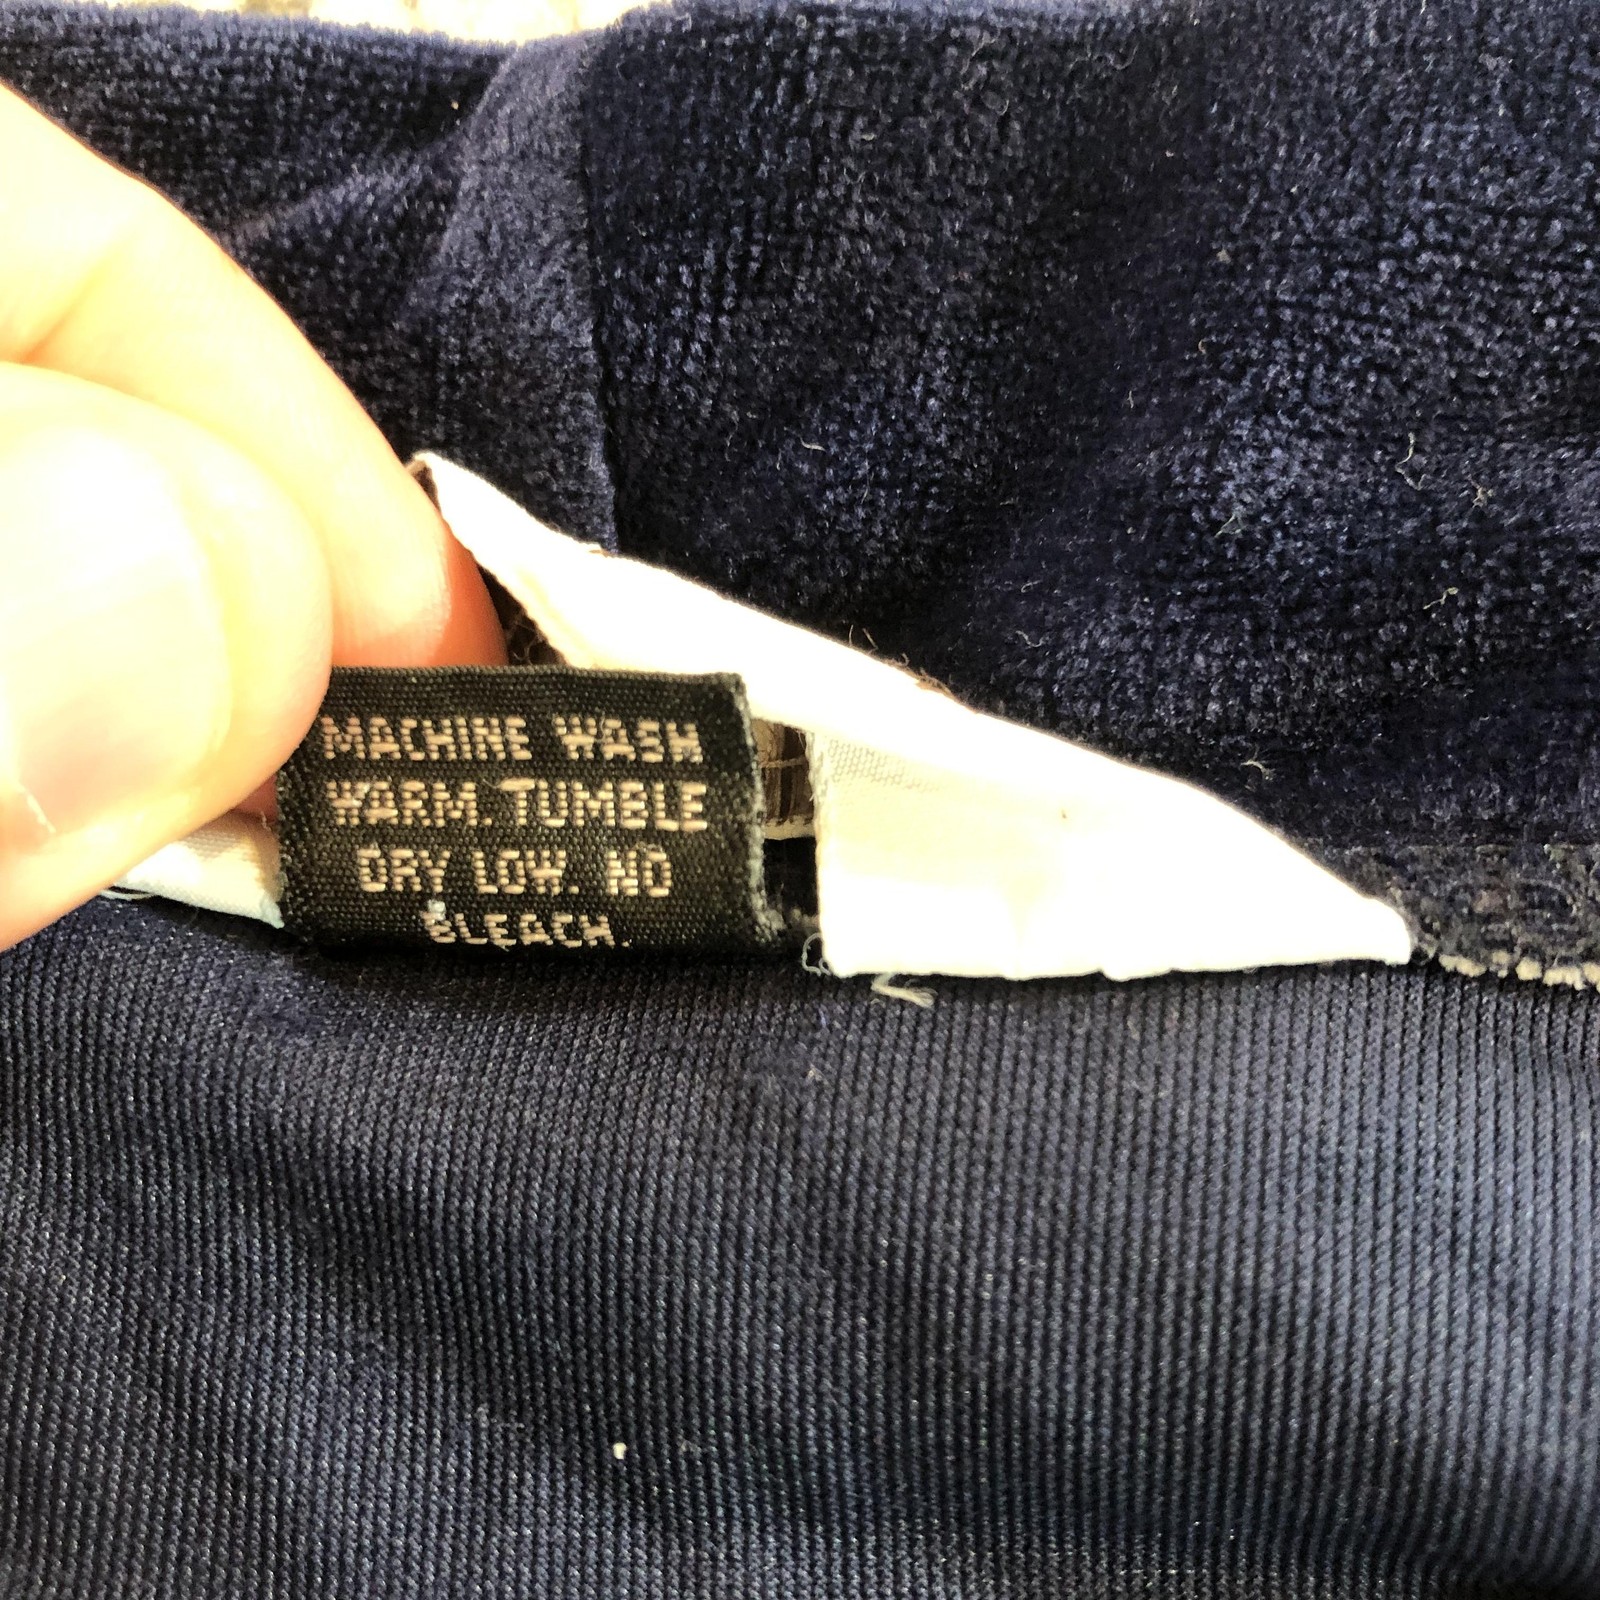 MACHINE WASH
WARM. TUMBLE
DRY LOW. NO
BLEACH.